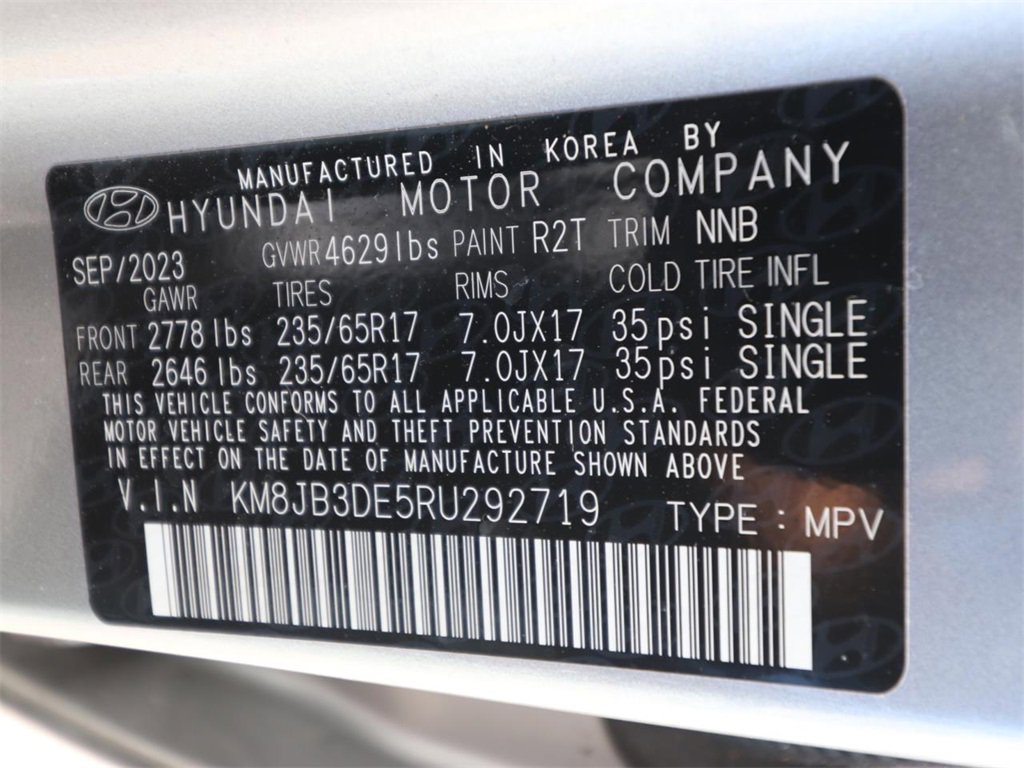 MANUFACTURED IN KOREA BY
HYUNDAI MOTOR COMPANY
SEP/2023 GVWR 4629lbs PAINT R2T TRIM NNB
GAWR TIRES RIMS COLD TIRE INFL
FRONT 2778 lbs 235/65R17 7.0JX17 35psi SINGLE
REAR 2646 lbs 235/65R17 7.0JX17 35psi SINGLE
THIS VEHICLE CONFORMS TO ALL APPLICABLE U.S.A. FEDERAL
MOTOR VEHICLE SAFETY AND THEFT PREVENTION STANDARDS
IN EFFECT ON THE DATE OF MANUFACTURE SHOWN ABOVE
V.I.N KM8JB3DE5RU292719 TYPE : MPV